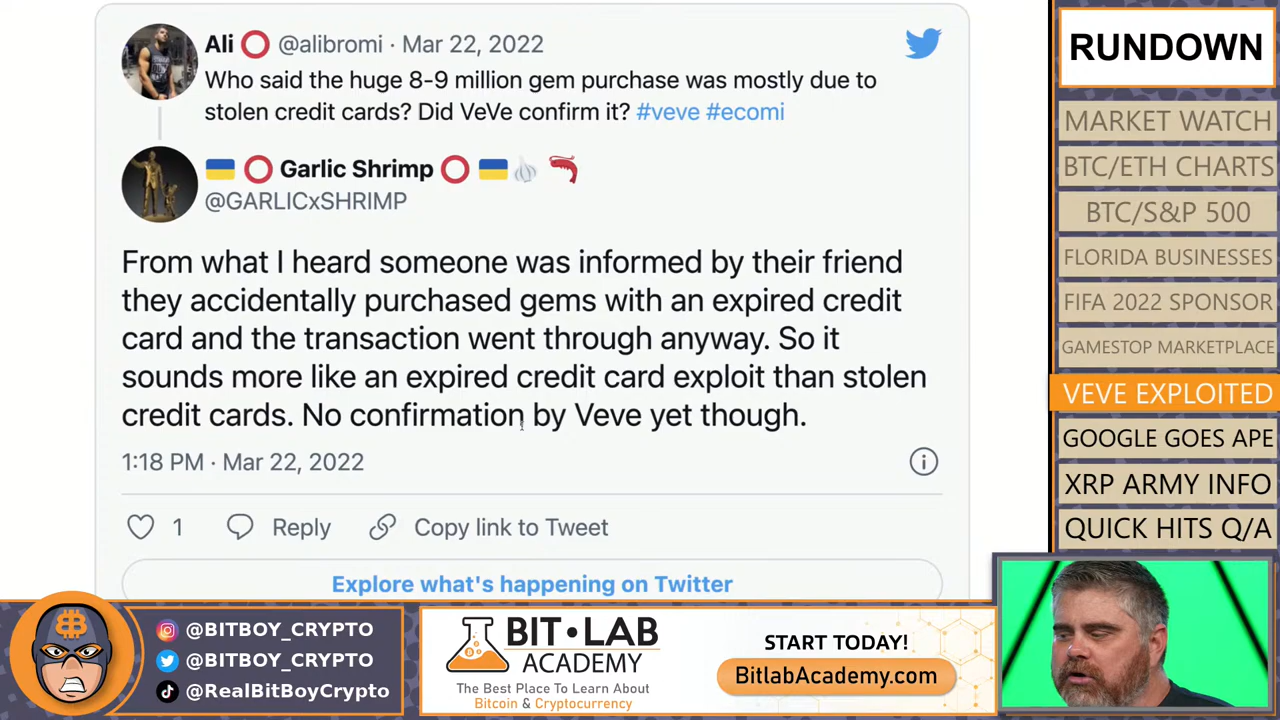 Ali ⭕ @alibromi · Mar 22, 2022
Who said the huge 8-9 million gem purchase was mostly due to
stolen credit cards? Did VeVe confirm it? #veve #ecomi
🇺🇦 ⭕ Garlic Shrimp ⭕ 🇺🇦 🧄 🦐
@GARLICxSHRIMP
From what I heard someone was informed by their friend
they accidentally purchased gems with an expired credit
card and the transaction went through anyway. So it
sounds more like an expired credit card exploit than stolen
credit cards. No confirmation by Veve yet though.
1:18 PM · Mar 22, 2022
1
Reply
Copy link to Tweet
Explore what's happening on Twitter
RUNDOWN
MARKET WATCH
BTC/ETH CHARTS
BTC/S&P 500
FLORIDA BUSINESSES
FIFA 2022 SPONSOR
GAMESTOP MARKETPLACE
VEVE EXPLOITED
GOOGLE GOES APE
XRP ARMY INFO
QUICK HITS Q/A
@BITBOY_CRYPTO
@BITBOY_CRYPTO
@RealBitBoyCrypto
BIT•LAB
ACADEMY
The Best Place To Learn About
Bitcoin & Cryptocurrency
START TODAY!
BitlabAcademy.com